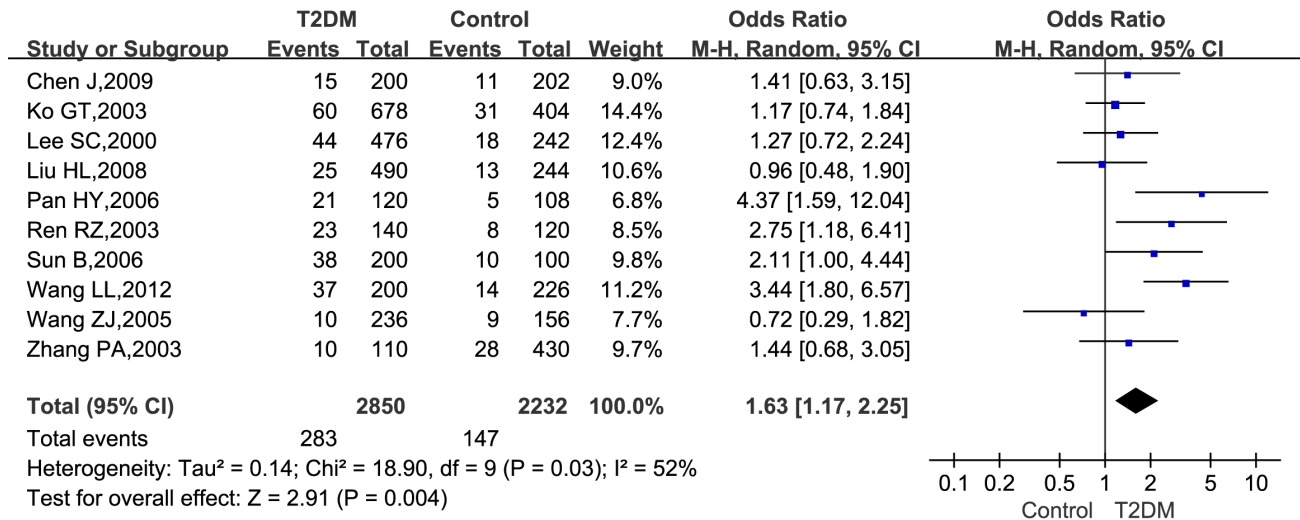 T2DM Control Odds Ratio Odds Ratio
Study or Subgroup Events Total Events Total Weight M-H, Random, 95% CI M-H, Random, 95% CI
Chen J,2009 15 200 11 202 9.0% 1.41 [0.63, 3.15]
Ko GT,2003 60 678 31 404 14.4% 1.17 [0.74, 1.84]
Lee SC,2000 44 476 18 242 12.4% 1.27 [0.72, 2.24]
Liu HL,2008 25 490 13 244 10.6% 0.96 [0.48, 1.90]
Pan HY,2006 21 120 5 108 6.8% 4.37 [1.59, 12.04]
Ren RZ,2003 23 140 8 120 8.5% 2.75 [1.18, 6.41]
Sun B,2006 38 200 10 100 9.8% 2.11 [1.00, 4.44]
Wang LL,2012 37 200 14 226 11.2% 3.44 [1.80, 6.57]
Wang ZJ,2005 10 236 9 156 7.7% 0.72 [0.29, 1.82]
Zhang PA,2003 10 110 28 430 9.7% 1.44 [0.68, 3.05]
Total (95% CI) 2850 2232 100.0% 1.63 [1.17, 2.25]
Total events 283 147
Heterogeneity: Tau² = 0.14; Chi² = 18.90, df = 9 (P = 0.03); I² = 52%
Test for overall effect: Z = 2.91 (P = 0.004)
0.1 0.2 0.5 1 2 5 10
Control T2DM